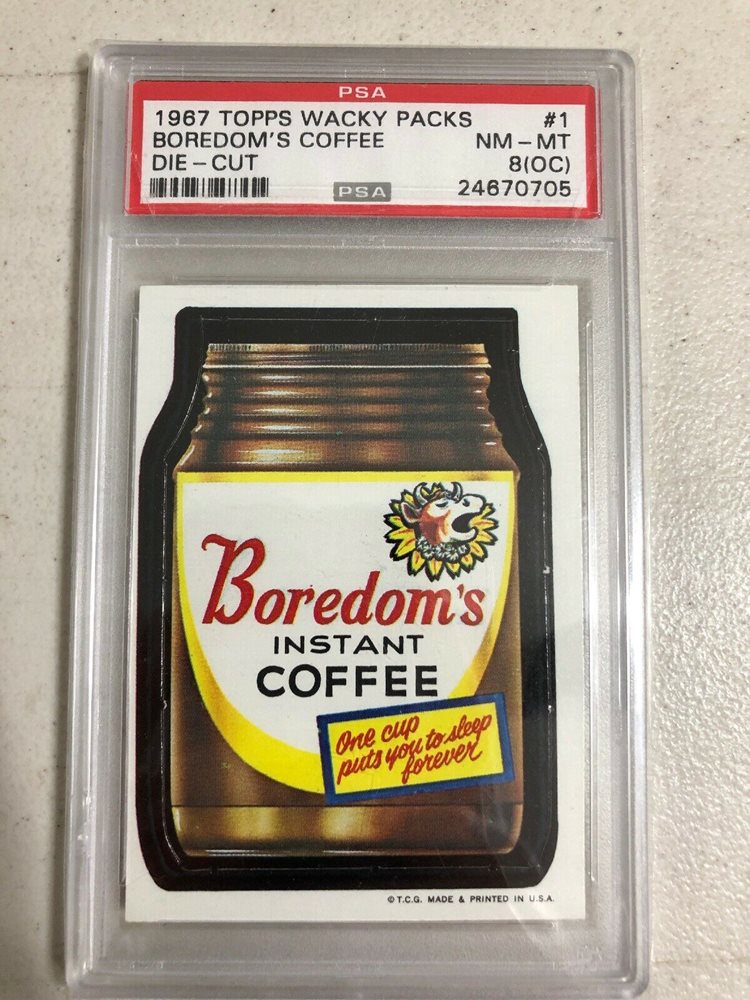 PSA
1967 TOPPS WACKY PACKS #1
BOREDOM'S COFFEE NM-MT
DIE-CUT 8(OC)
PSA 24670705
Boredom's
INSTANT
COFFEE
One cup
puts you to sleep
forever
©T.C.G. MADE & PRINTED IN U.S.A.